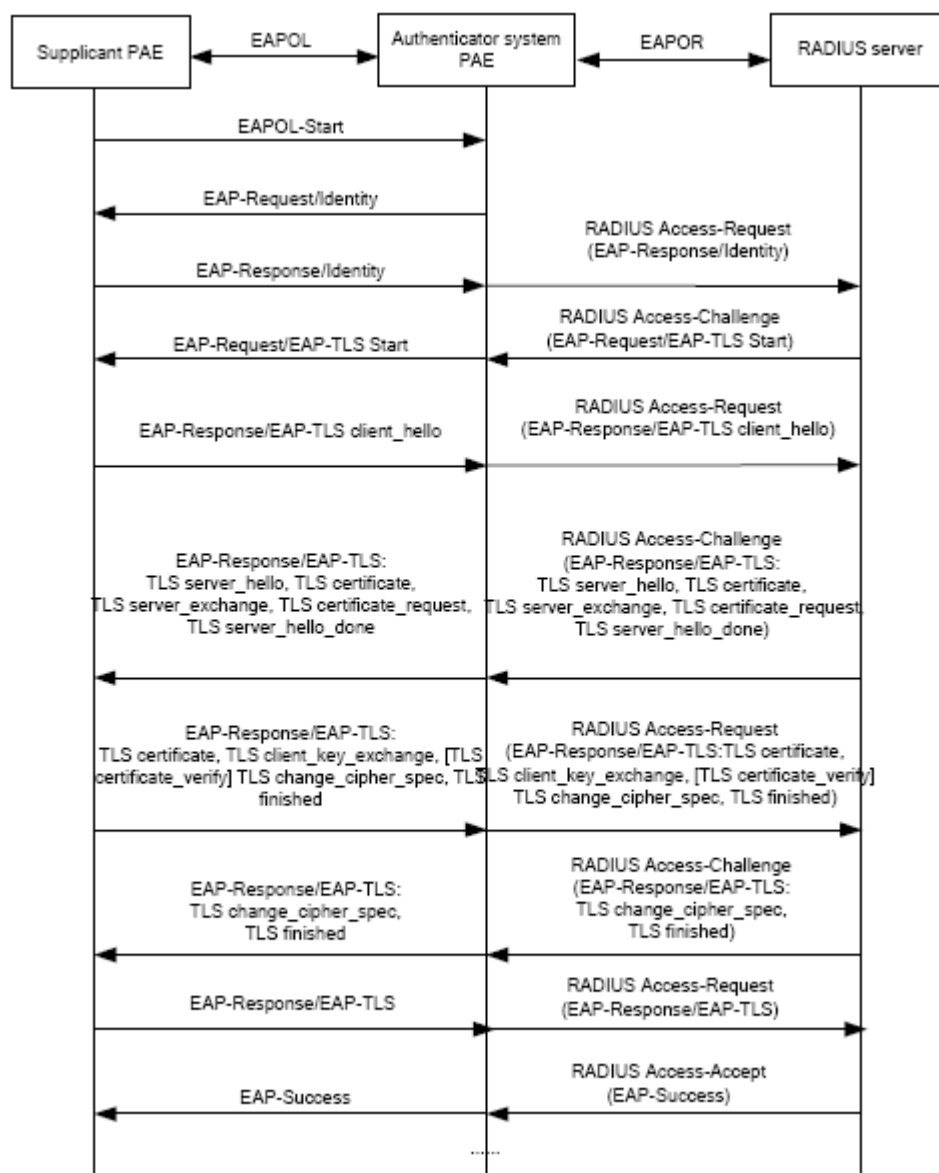 Supplicant PAE
EAPOL
Authenticator system
PAE
EAPOR
RADIUS server
EAPOL-Start
EAP-Request/Identity
RADIUS Access-Request
(EAP-Response/Identity)
EAP-Response/Identity
RADIUS Access-Challenge
(EAP-Request/EAP-TLS Start)
EAP-Request/EAP-TLS Start
RADIUS Access-Request
(EAP-Response/EAP-TLS client_hello)
EAP-Response/EAP-TLS client_hello
EAP-Response/EAP-TLS:
TLS server_hello, TLS certificate,
TLS server_exchange, TLS certificate_request,
TLS server_hello_done
RADIUS Access-Challenge
(EAP-Response/EAP-TLS:
TLS server_hello, TLS certificate,
TLS server_exchange, TLS certificate_request,
TLS server_hello_done)
EAP-Response/EAP-TLS:
TLS certificate, TLS client_key_exchange, [TLS
certificate_verify] TLS change_cipher_spec, TLS
finished
RADIUS Access-Request
(EAP-Response/EAP-TLS:TLS certificate,
TLS client_key_exchange, [TLS certificate_verify]
TLS change_cipher_spec, TLS finished)
EAP-Response/EAP-TLS:
TLS change_cipher_spec,
TLS finished
RADIUS Access-Challenge
(EAP-Response/EAP-TLS:
TLS change_cipher_spec,
TLS finished)
EAP-Response/EAP-TLS
RADIUS Access-Request
(EAP-Response/EAP-TLS)
EAP-Success
RADIUS Access-Accept
(EAP-Success)
......